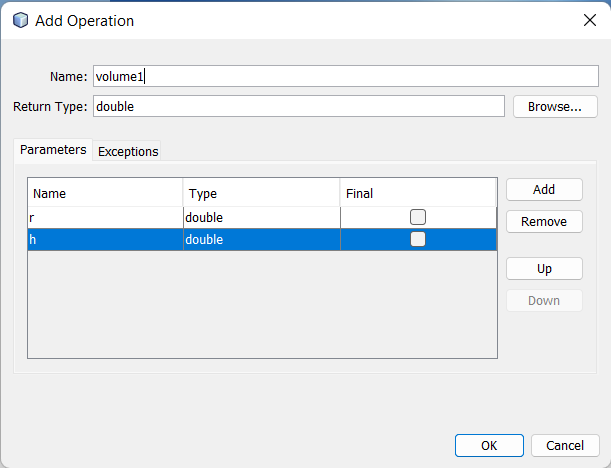 Add Operation
Name: volume1
Return Type: double Browse...
Parameters Exceptions
Name Type Final Add
r double Remove
h double
Up
Down
OK Cancel